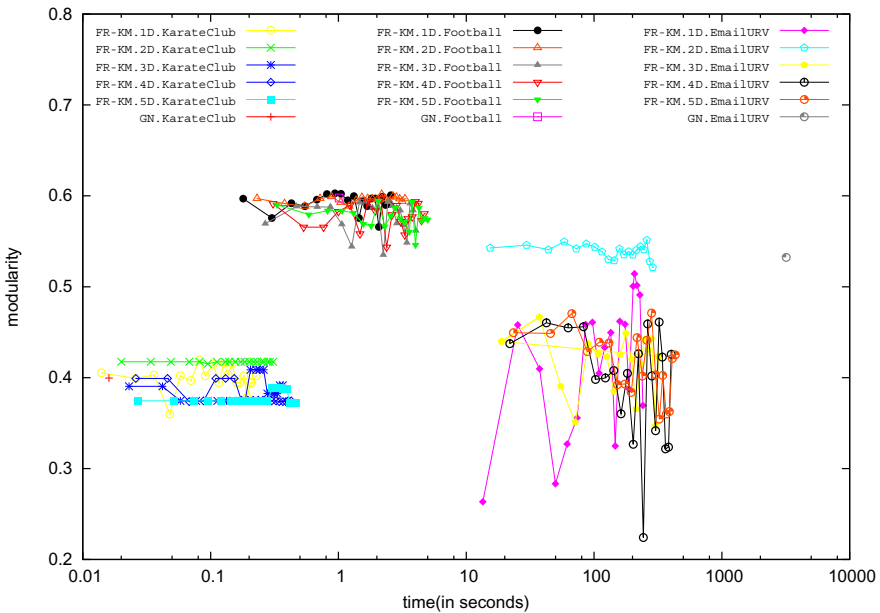 0.8
0.7
0.6
0.5
0.4
0.3
0.2
modularity
FR-KM.1D.KarateClub
FR-KM.2D.KarateClub
FR-KM.3D.KarateClub
FR-KM.4D.KarateClub
FR-KM.5D.KarateClub
GN.KarateClub
FR-KM.1D.Football
FR-KM.2D.Football
FR-KM.3D.Football
FR-KM.4D.Football
FR-KM.5D.Football
GN.Football
FR-KM.1D.EmailURV
FR-KM.2D.EmailURV
FR-KM.3D.EmailURV
FR-KM.4D.EmailURV
FR-KM.5D.EmailURV
GN.EmailURV
0.01 0.1 1 10 100 1000 10000
time(in seconds)